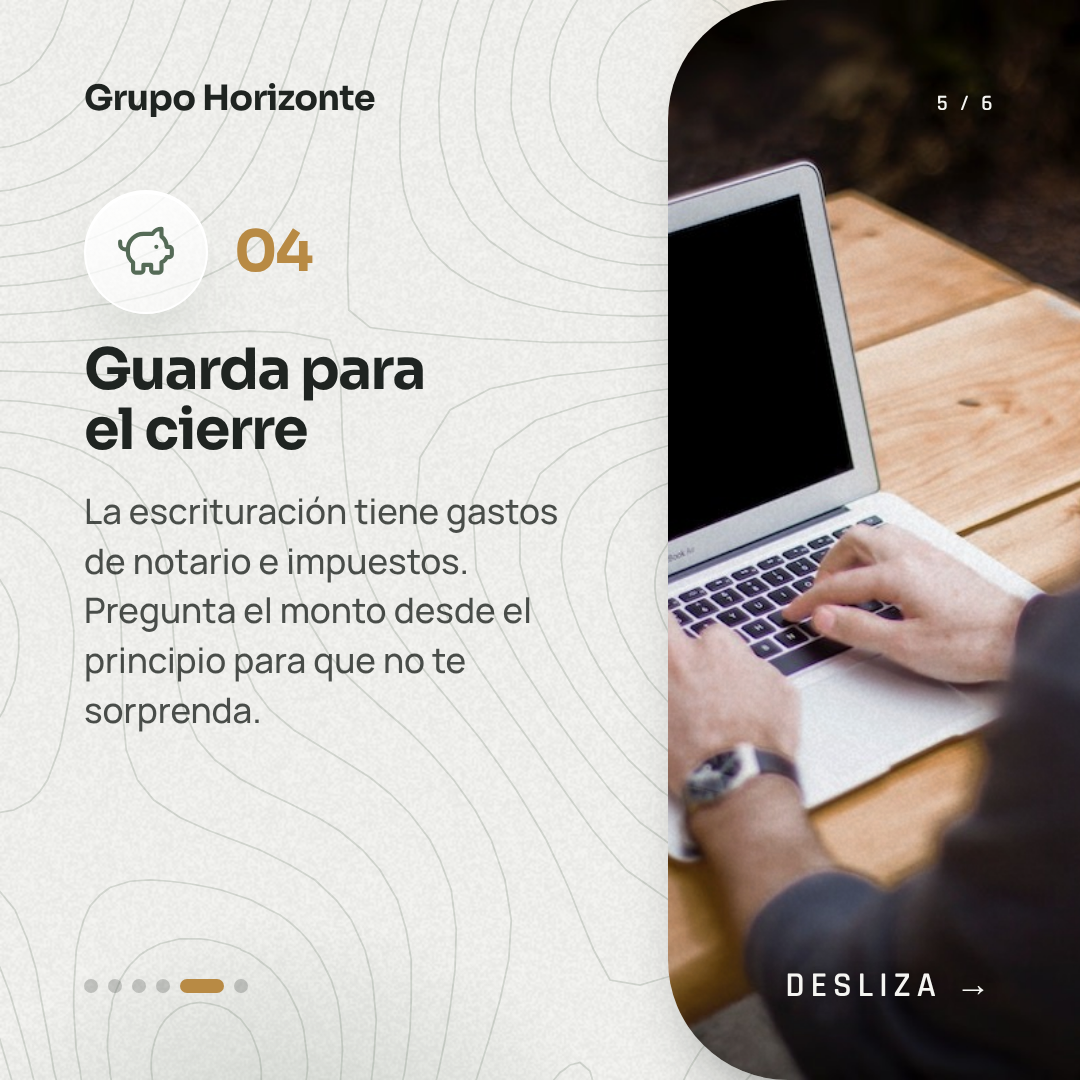 Grupo Horizonte
5 / 6
04
Guarda para
el cierre
La escrituración tiene gastos
de notario e impuestos.
Pregunta el monto desde el
principio para que no te
sorprenda.
DESLIZA →